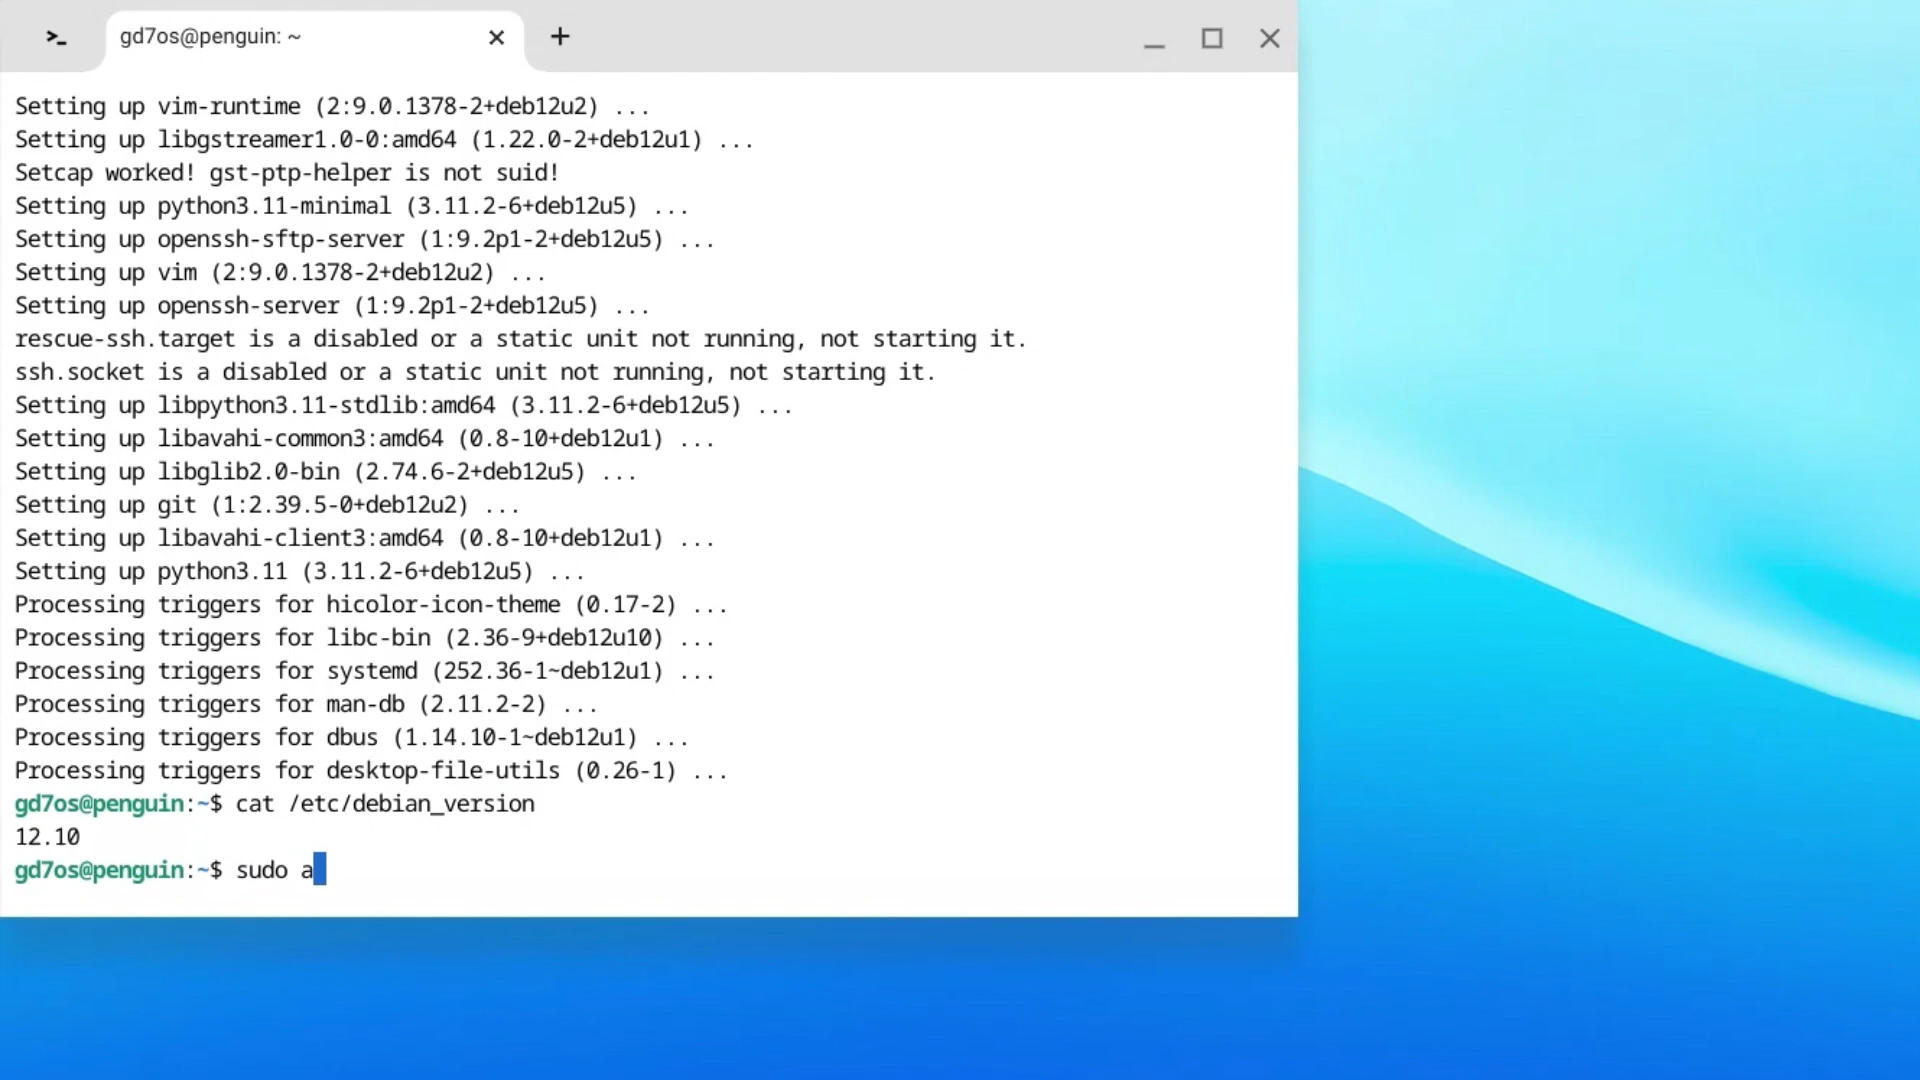 gd7os@penguin: ~
Setting up vim-runtime (2:9.0.1378-2+deb12u2) ...
Setting up libgstreamer1.0-0:amd64 (1.22.0-2+deb12u1) ...
Setcap worked! gst-ptp-helper is not suid!
Setting up python3.11-minimal (3.11.2-6+deb12u5) ...
Setting up openssh-sftp-server (1:9.2p1-2+deb12u5) ...
Setting up vim (2:9.0.1378-2+deb12u2) ...
Setting up openssh-server (1:9.2p1-2+deb12u5) ...
rescue-ssh.target is a disabled or a static unit not running, not starting it.
ssh.socket is a disabled or a static unit not running, not starting it.
Setting up libpython3.11-stdlib:amd64 (3.11.2-6+deb12u5) ...
Setting up libavahi-common3:amd64 (0.8-10+deb12u1) ...
Setting up libglib2.0-bin (2.74.6-2+deb12u5) ...
Setting up git (1:2.39.5-0+deb12u2) ...
Setting up libavahi-client3:amd64 (0.8-10+deb12u1) ...
Setting up python3.11 (3.11.2-6+deb12u5) ...
Processing triggers for hicolor-icon-theme (0.17-2) ...
Processing triggers for libc-bin (2.36-9+deb12u10) ...
Processing triggers for systemd (252.36-1~deb12u1) ...
Processing triggers for man-db (2.11.2-2) ...
Processing triggers for dbus (1.14.10-1~deb12u1) ...
Processing triggers for desktop-file-utils (0.26-1) ...
gd7os@penguin:~$ cat /etc/debian_version
12.10
gd7os@penguin:~$ sudo a